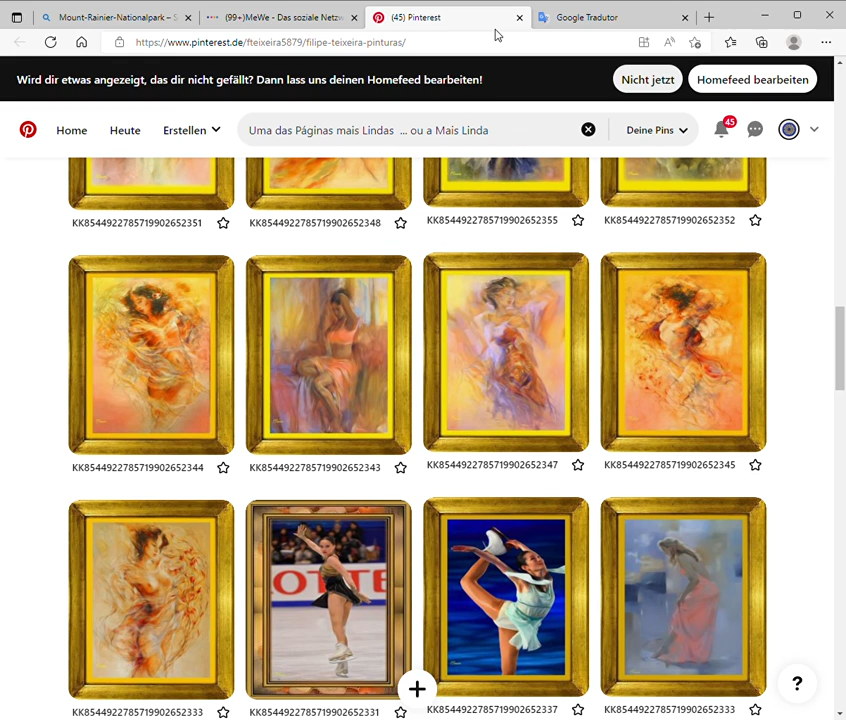 Mount-Rainier-Nationalpark – S
(99+)MeWe - Das soziale Netzw
(45) Pinterest
Google Tradutor
https://www.pinterest.de/fteixeira5879/filipe-teixeira-pinturas/
Wird dir etwas angezeigt, das dir nicht gefällt? Dann lass uns deinen Homefeed bearbeiten!
Nicht jetzt
Homefeed bearbeiten
Home
Heute
Erstellen
Uma das Páginas mais Lindas ... ou a Mais Linda
Deine Pins
45
KK8544922785719902652351
KK8544922785719902652348
KK8544922785719902652355
KK8544922785719902652352
KK8544922785719902652344
KK8544922785719902652343
KK8544922785719902652347
KK8544922785719902652345
KK8544922785719902652333
KK8544922785719902652331
KK8544922785719902652337
KK8544922785719902652333
?